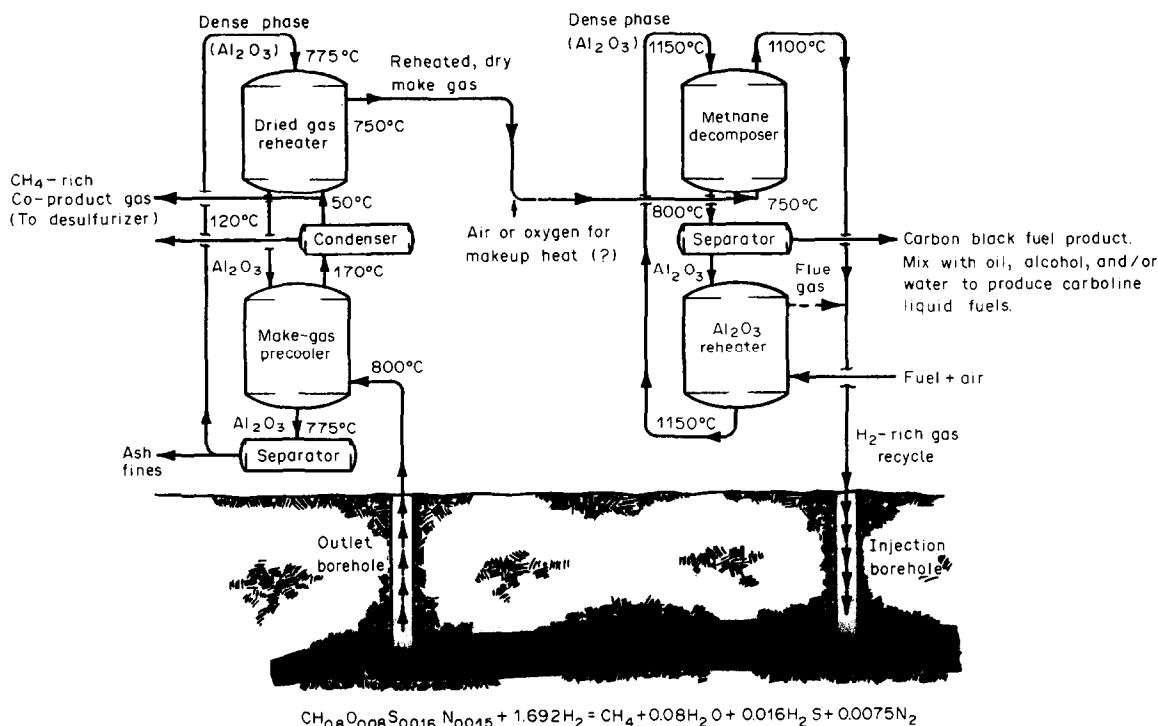 Dense phase
(Al2O3)
775°C
Reheated, dry
make gas
Dried gas
reheater
750°C
CH4-rich
Co-product gas
(To desulfurizer)
120°C
50°C
Condenser
Al2O3
170°C
Make-gas
precooler
800°C
Al2O3
775°C
Ash
fines
Separator
Air or oxygen for
makeup heat (?)
Dense phase
(Al2O3)
1150°C
1100°C
Methane
decomposer
800°C
750°C
Separator
Carbon black fuel product.
Mix with oil, alcohol, and/or
water to produce carboline
liquid fuels.
Al2O3
Flue
gas
Al2O3
reheater
Fuel + air
1150°C
H2-rich gas
recycle
Outlet
borehole
Injection
borehole
CH0.8O0.08S0.016N0.015 + 1.692H2 = CH4 + 0.08H2O + 0.016H2S + 0.0075N2